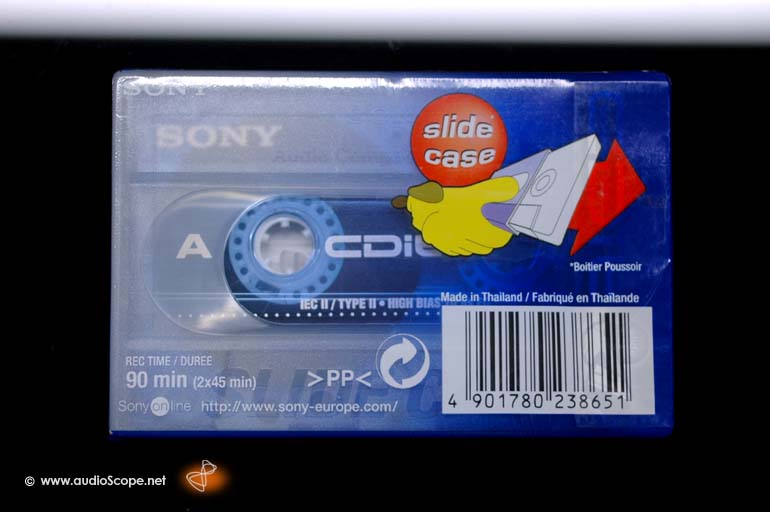 SONY
SONY
slide
case
A
CDit
*Boitier Poussoir
IEC II / TYPE II • HIGH BIAS
Made in Thailand / Fabriqué en Thaïlande
REC TIME / DUREE
90 min (2x45 min)
>PP<
Sony online http://www.sony-europe.com/
4 901780 238651
© www.audioScope.net